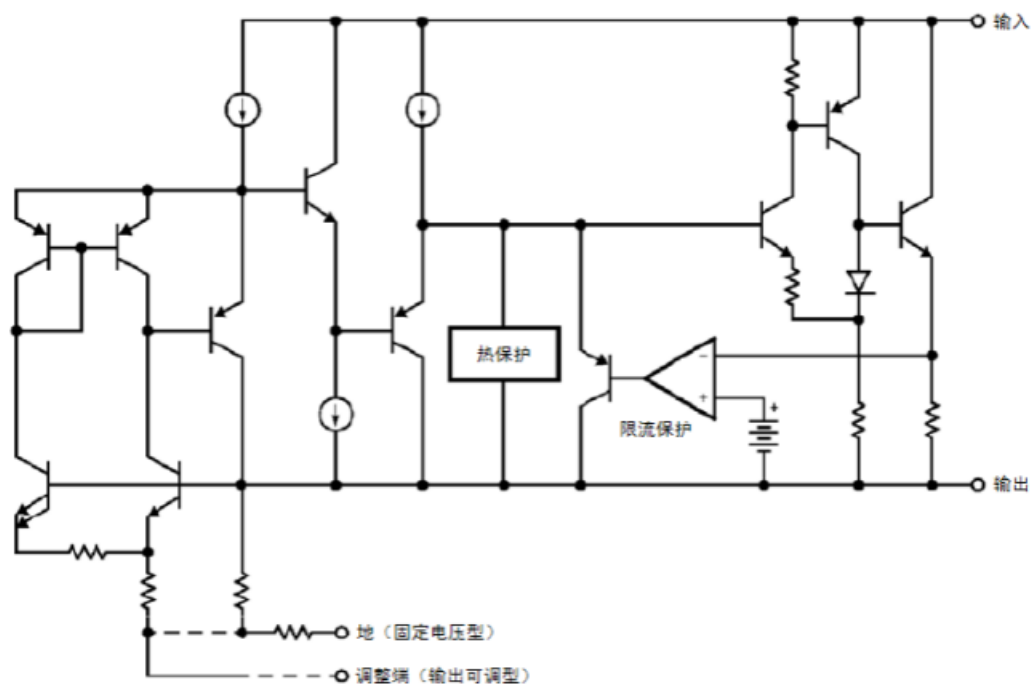 输入
热保护
−
+
+
限流保护
输出
地（固定电压型）
调整端（输出可调型）